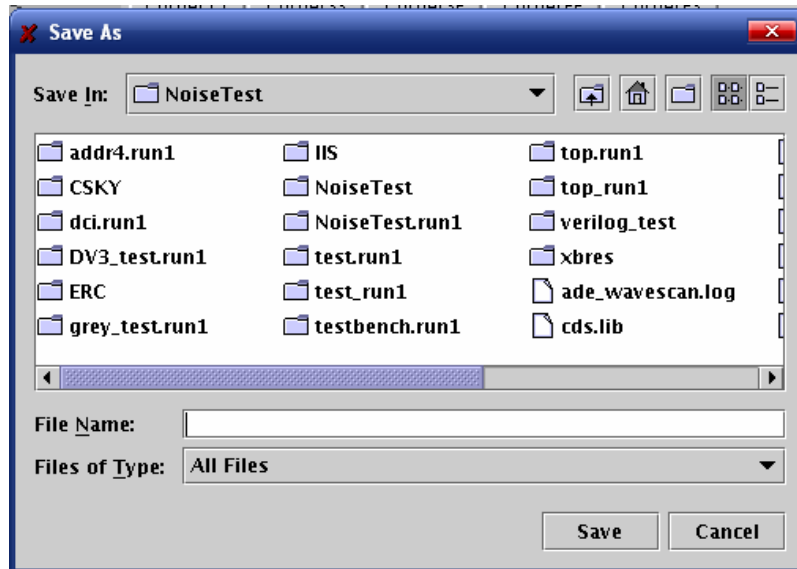 Save As
Save In: NoiseTest
addr4.run1 IIS top.run1
CSKY NoiseTest top_run1
dci.run1 NoiseTest.run1 verilog_test
DV3_test.run1 test.run1 xbres
ERC test_run1 ade_wavescan.log
grey_test.run1 testbench.run1 cds.lib
File Name:
Files of Type: All Files
Save Cancel